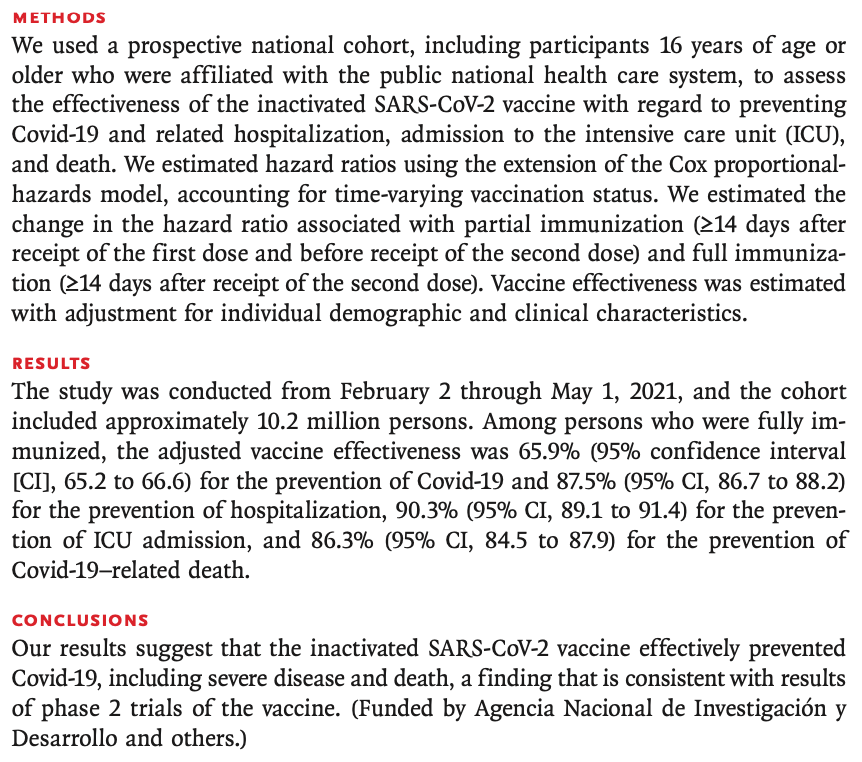 METHODS
We used a prospective national cohort, including participants 16 years of age or
older who were affiliated with the public national health care system, to assess
the effectiveness of the inactivated SARS-CoV-2 vaccine with regard to preventing
Covid-19 and related hospitalization, admission to the intensive care unit (ICU),
and death. We estimated hazard ratios using the extension of the Cox proportional-
hazards model, accounting for time-varying vaccination status. We estimated the
change in the hazard ratio associated with partial immunization (≥14 days after
receipt of the first dose and before receipt of the second dose) and full immuniza-
tion (≥14 days after receipt of the second dose). Vaccine effectiveness was estimated
with adjustment for individual demographic and clinical characteristics.
RESULTS
The study was conducted from February 2 through May 1, 2021, and the cohort
included approximately 10.2 million persons. Among persons who were fully im-
munized, the adjusted vaccine effectiveness was 65.9% (95% confidence interval
[CI], 65.2 to 66.6) for the prevention of Covid-19 and 87.5% (95% CI, 86.7 to 88.2)
for the prevention of hospitalization, 90.3% (95% CI, 89.1 to 91.4) for the preven-
tion of ICU admission, and 86.3% (95% CI, 84.5 to 87.9) for the prevention of
Covid-19–related death.
CONCLUSIONS
Our results suggest that the inactivated SARS-CoV-2 vaccine effectively prevented
Covid-19, including severe disease and death, a finding that is consistent with results
of phase 2 trials of the vaccine. (Funded by Agencia Nacional de Investigación y
Desarrollo and others.)